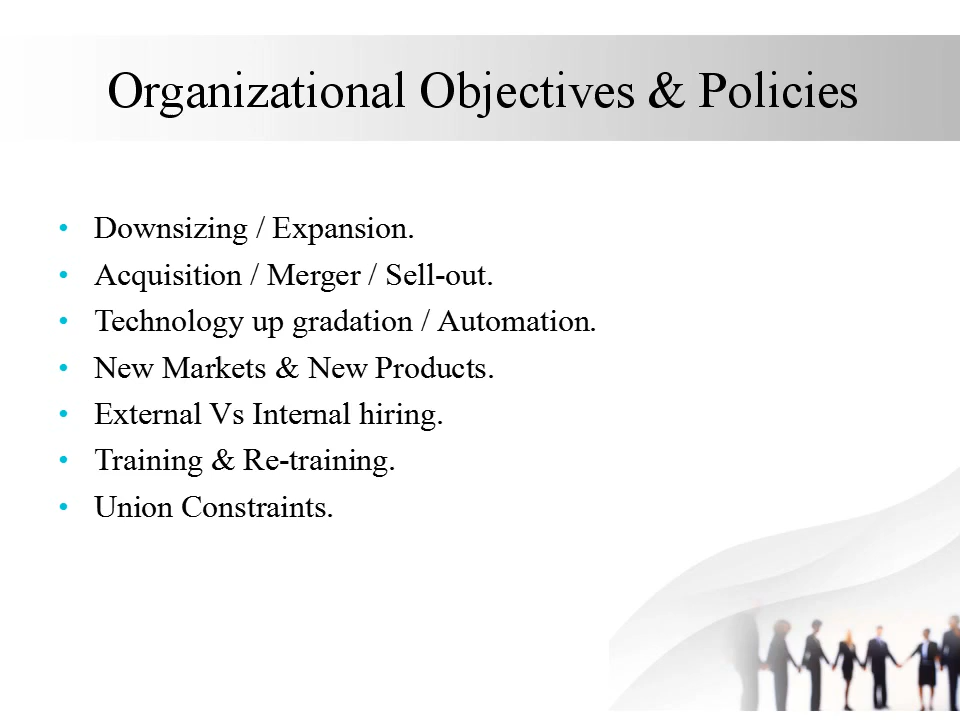 Organizational Objectives & Policies
• Downsizing / Expansion.
• Acquisition / Merger / Sell-out.
• Technology up gradation / Automation.
• New Markets & New Products.
• External Vs Internal hiring.
• Training & Re-training.
• Union Constraints.